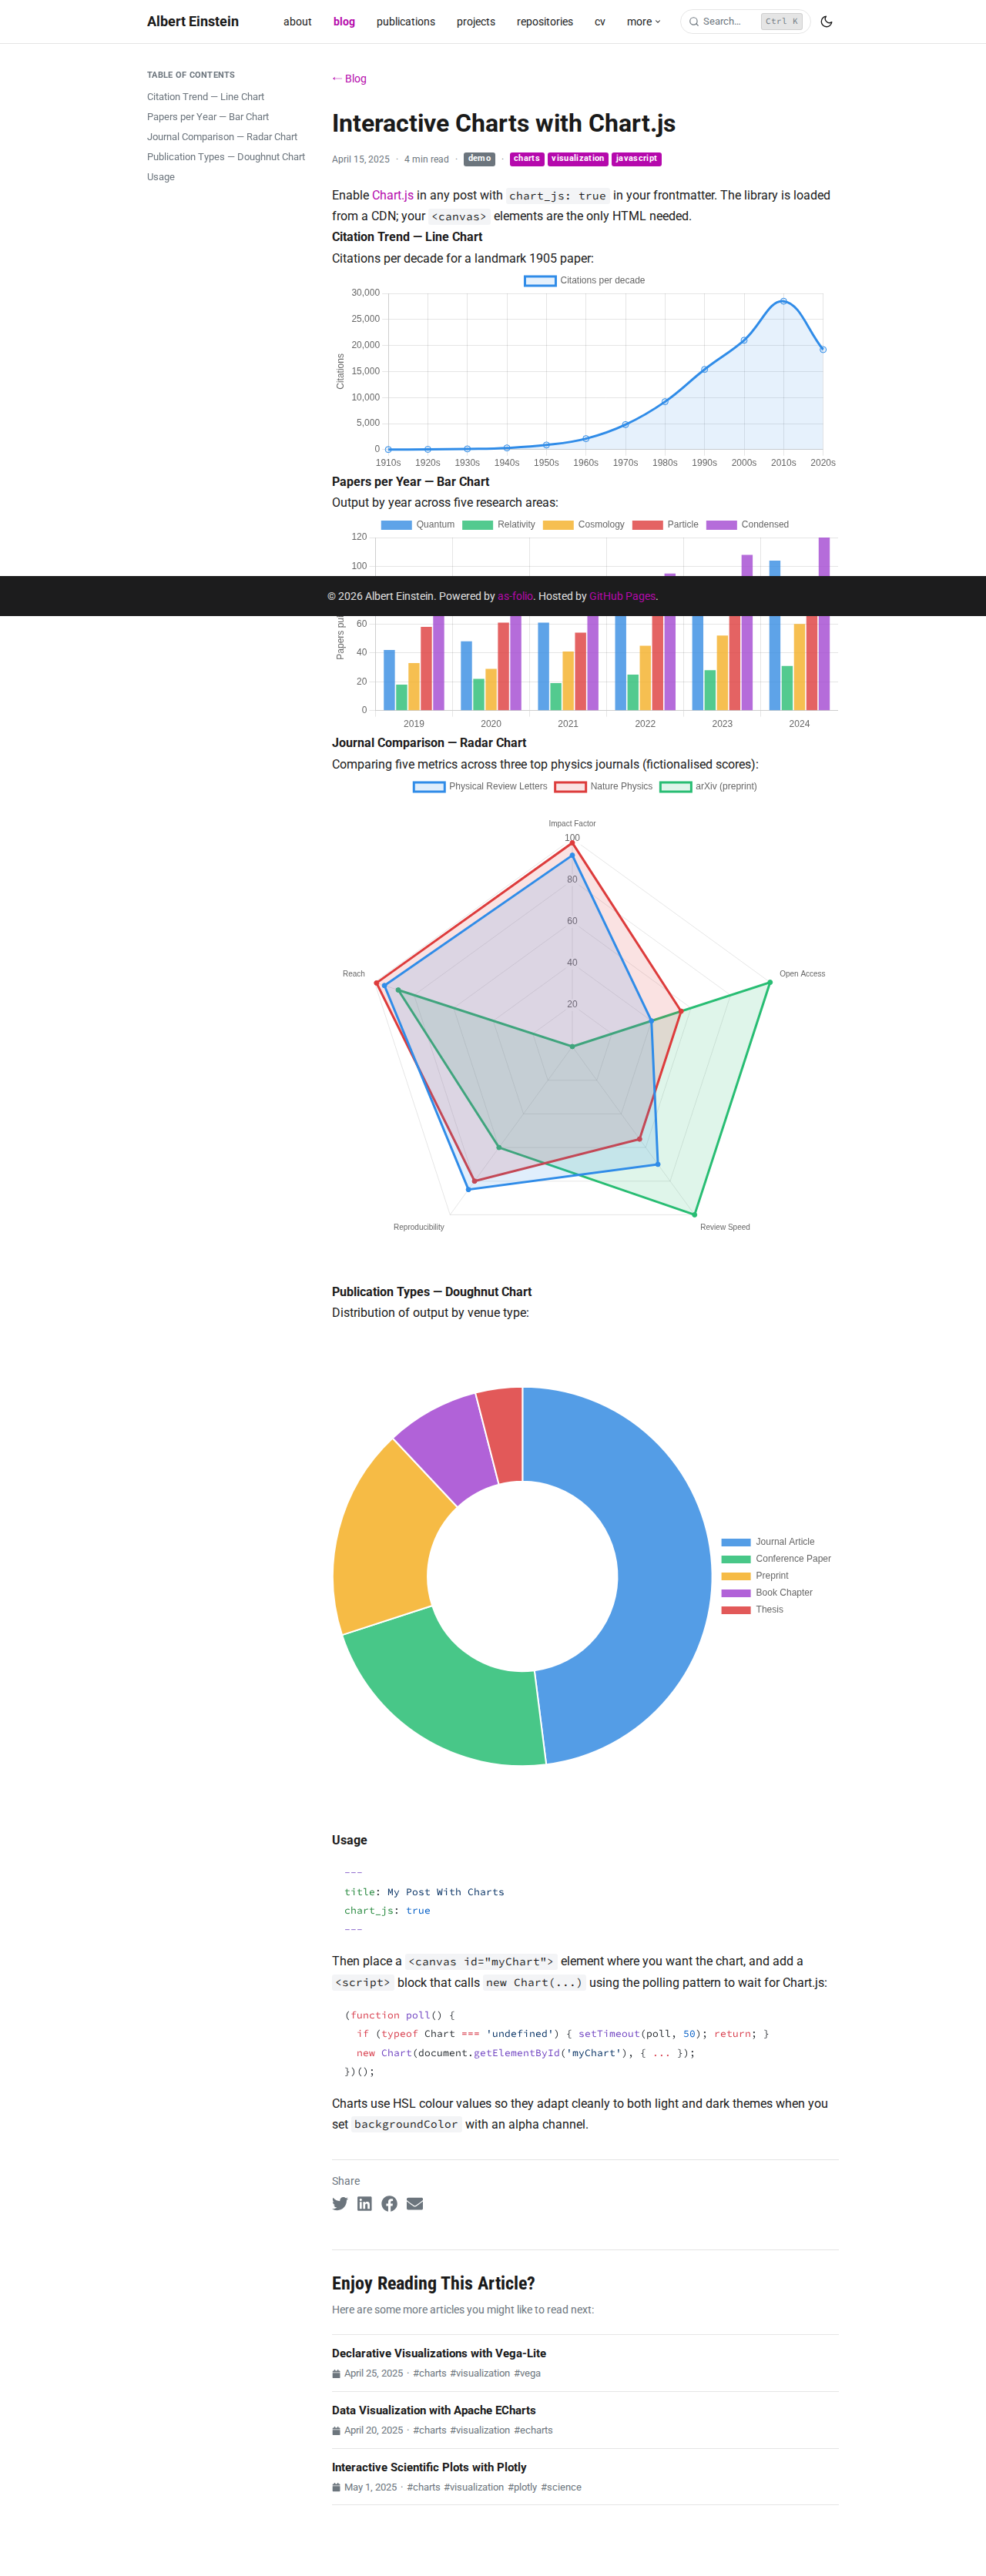 Albert Einstein
about
blog
publications
projects
repositories
cv
more
Search...
Ctrl K
TABLE OF CONTENTS
Citation Trend — Line Chart
Papers per Year — Bar Chart
Journal Comparison — Radar Chart
Publication Types — Doughnut Chart
Usage
← Blog
Interactive Charts with Chart.js
April 15, 2025 · 4 min read · demo · charts visualization javascript
Enable Chart.js in any post with chart_js: true in your frontmatter. The library is loaded
from a CDN; your <canvas> elements are the only HTML needed.
Citation Trend — Line Chart
Citations per decade for a landmark 1905 paper:
Citations per decade
30,000
25,000
20,000
15,000
10,000
5,000
0
Citations
1910s 1920s 1930s 1940s 1950s 1960s 1970s 1980s 1990s 2000s 2010s 2020s
Papers per Year — Bar Chart
Output by year across five research areas:
Quantum Relativity Cosmology Particle Condensed
120
100
© 2026 Albert Einstein. Powered by as-folio. Hosted by GitHub Pages.
Papers
60
40
20
0
2019 2020 2021 2022 2023 2024
Journal Comparison — Radar Chart
Comparing five metrics across three top physics journals (fictionalised scores):
Physical Review Letters Nature Physics arXiv (preprint)
Impact Factor
100
80
60
40
20
Reach
Open Access
Reproducibility
Review Speed
Publication Types — Doughnut Chart
Distribution of output by venue type:
Journal Article
Conference Paper
Preprint
Book Chapter
Thesis
Usage
---
title: My Post With Charts
chart_js: true
---
Then place a <canvas id="myChart"> element where you want the chart, and add a
<script> block that calls new Chart(...) using the polling pattern to wait for Chart.js:
(function poll() {
if (typeof Chart === 'undefined') { setTimeout(poll, 50); return; }
new Chart(document.getElementById('myChart'), { ... });
})();
Charts use HSL colour values so they adapt cleanly to both light and dark themes when you
set backgroundColor with an alpha channel.
Share
Enjoy Reading This Article?
Here are some more articles you might like to read next:
Declarative Visualizations with Vega-Lite
April 25, 2025 · #charts #visualization #vega
Data Visualization with Apache ECharts
April 20, 2025 · #charts #visualization #echarts
Interactive Scientific Plots with Plotly
May 1, 2025 · #charts #visualization #plotly #science